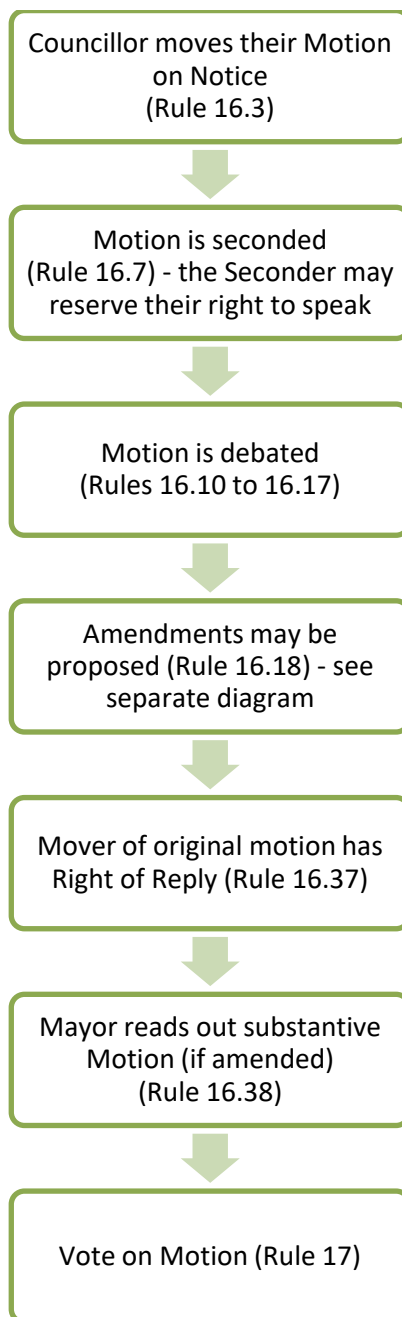 Councillor moves their Motion
on Notice
(Rule 16.3)
Motion is seconded
(Rule 16.7) - the Seconder may
reserve their right to speak
Motion is debated
(Rules 16.10 to 16.17)
Amendments may be
proposed (Rule 16.18) - see
separate diagram
Mover of original motion has
Right of Reply (Rule 16.37)
Mayor reads out substantive
Motion (if amended)
(Rule 16.38)
Vote on Motion (Rule 17)